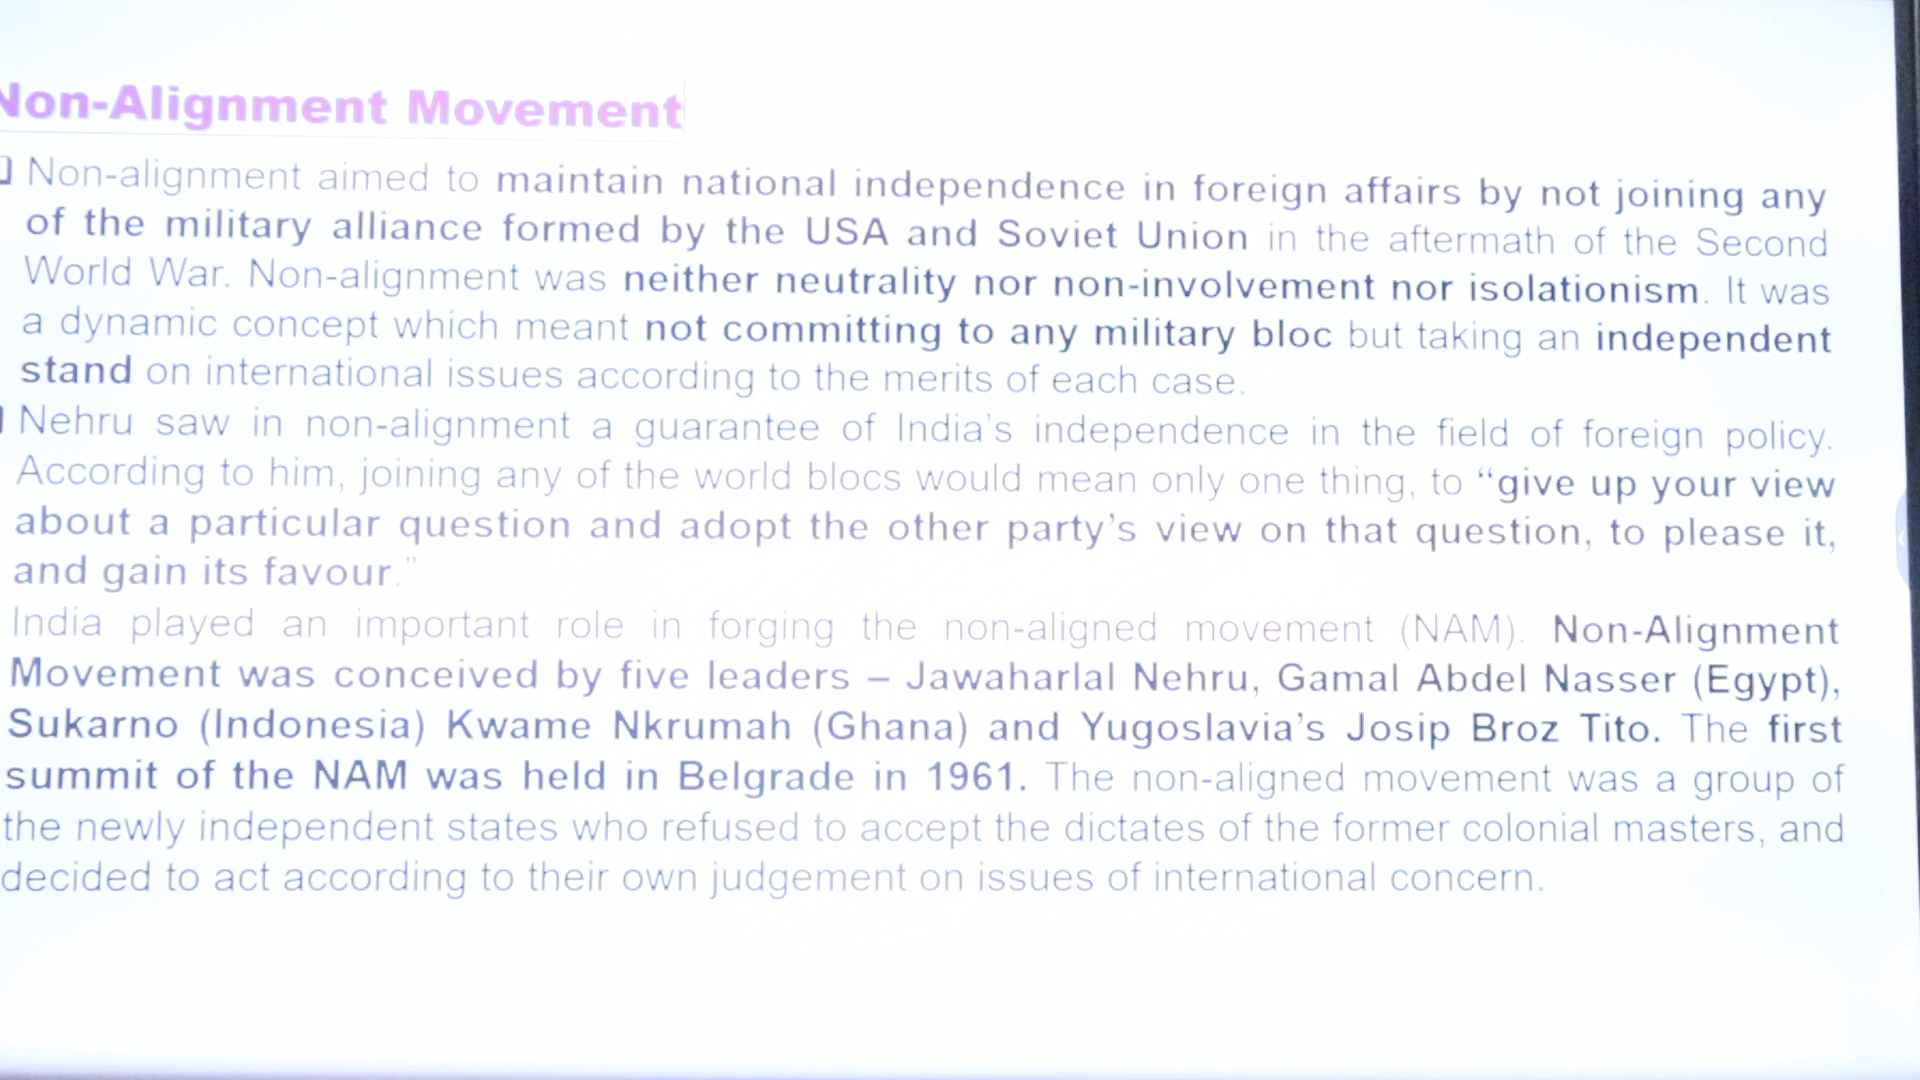 Non-Alignment Movement
Non-alignment aimed to maintain national independence in foreign affairs by not joining any
of the military alliance formed by the USA and Soviet Union in the aftermath of the Second
World War. Non-alignment was neither neutrality nor non-involvement nor isolationism. It was
a dynamic concept which meant not committing to any military bloc but taking an independent
stand on international issues according to the merits of each case.
Nehru saw in non-alignment a guarantee of India's independence in the field of foreign policy.
According to him, joining any of the world blocs would mean only one thing, to “give up your view
about a particular question and adopt the other party's view on that question, to please it,
and gain its favour.”
India played an important role in forging the non-aligned movement (NAM). Non-Alignment
Movement was conceived by five leaders – Jawaharlal Nehru, Gamal Abdel Nasser (Egypt),
Sukarno (Indonesia) Kwame Nkrumah (Ghana) and Yugoslavia's Josip Broz Tito. The first
summit of the NAM was held in Belgrade in 1961. The non-aligned movement was a group of
the newly independent states who refused to accept the dictates of the former colonial masters, and
decided to act according to their own judgement on issues of international concern.